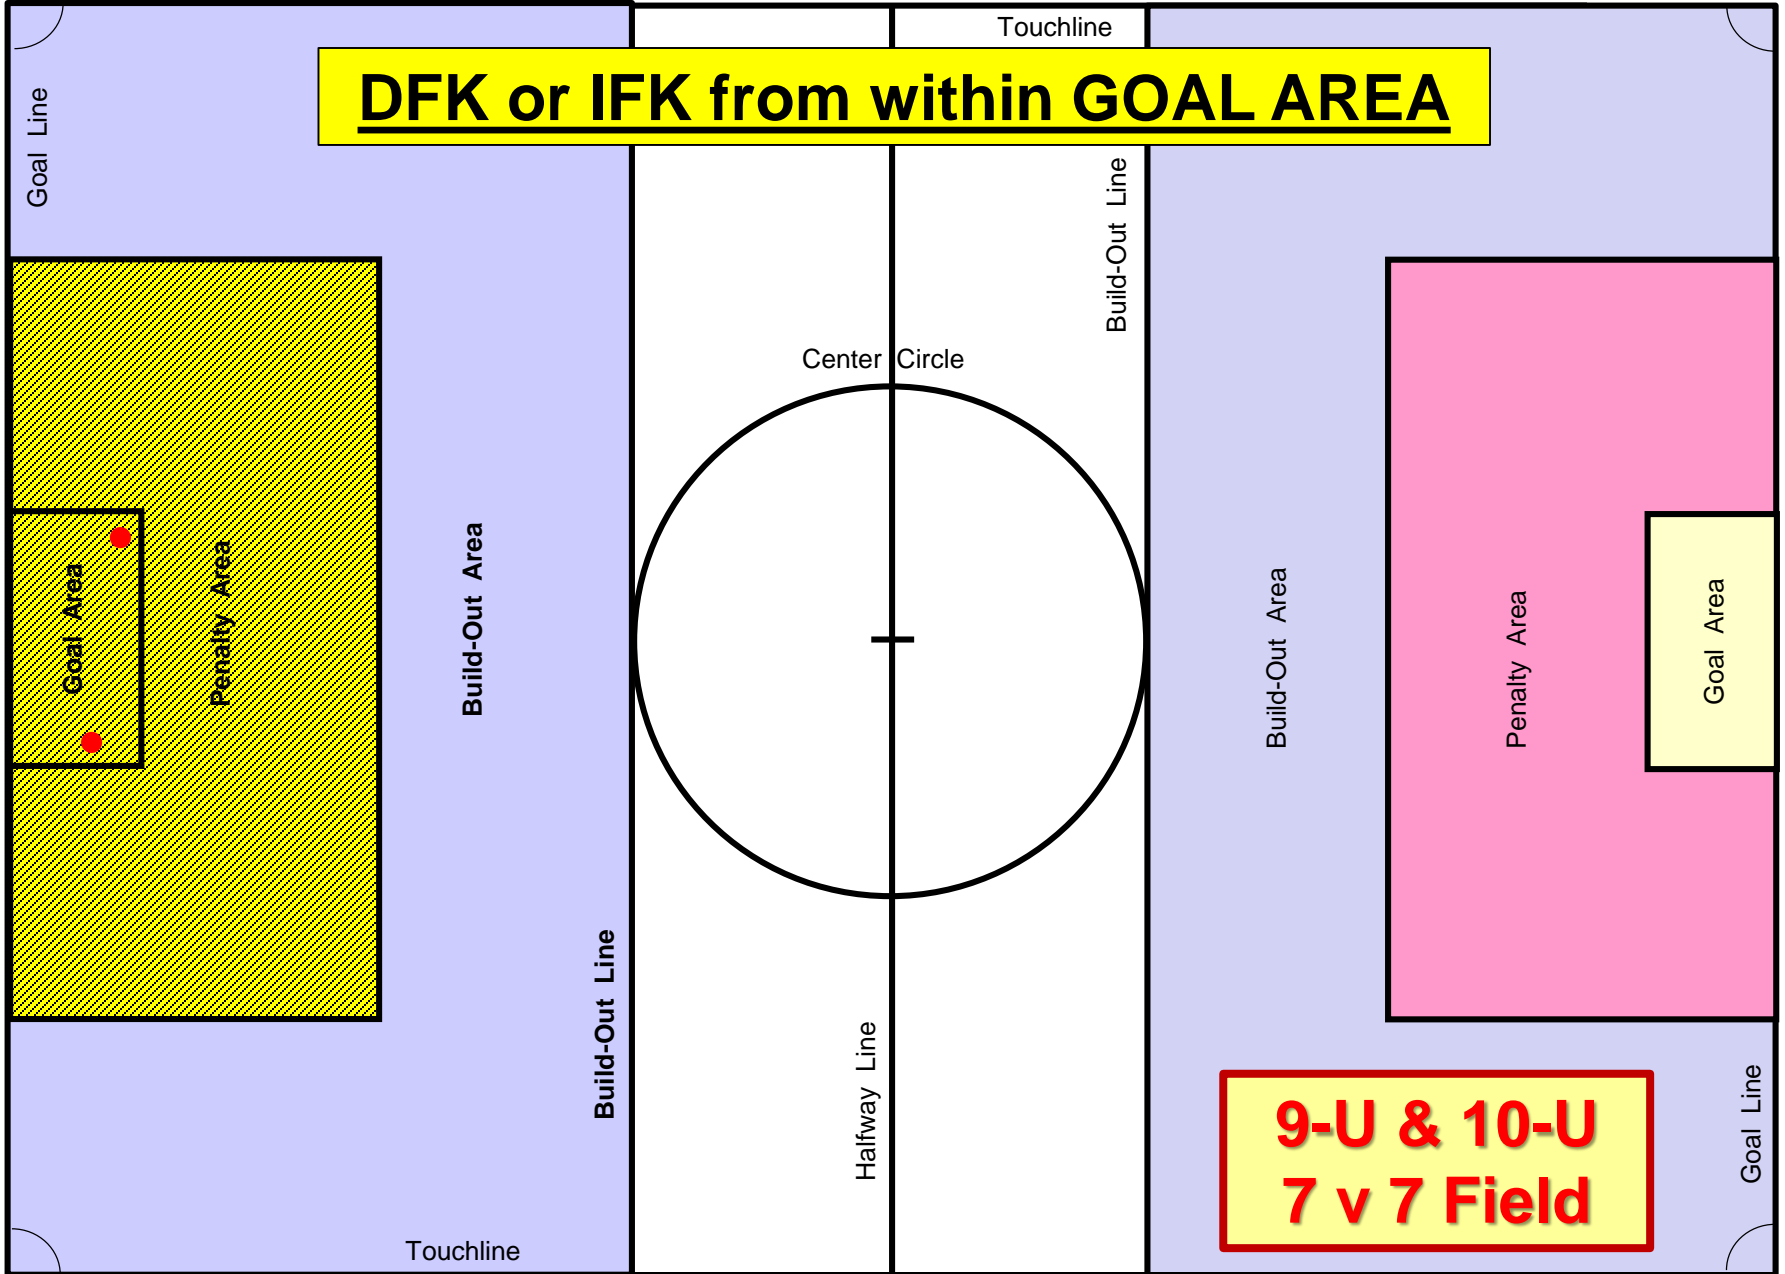 Touchline
DFK or IFK from within GOAL AREA
Goal Line
Build-Out Line
Center Circle
Goal Area
Penalty Area
Build-Out Area
Build-Out Area
Penalty Area
Goal Area
Build-Out Line
Halfway Line
Goal Line
9-U & 10-U
7 v 7 Field
Touchline